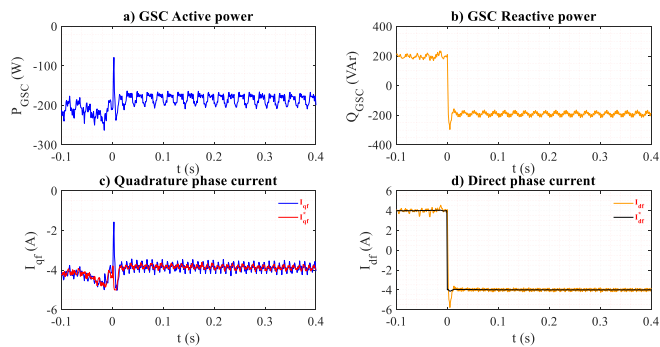 a) GSC Active power
P_GSC (W)
0
-100
-200
-300
-0.1 0 0.1 0.2 0.3 0.4
t (s)
b) GSC Reactive power
Q_GSC (VAr)
400
200
0
-200
-400
-0.1 0 0.1 0.2 0.3 0.4
t (s)
c) Quadrature phase current
I_qf (A)
0
-2
-4
-6
I_qf
I*_qf
-0.1 0 0.1 0.2 0.3 0.4
t (s)
d) Direct phase current
I_df (A)
6
4
2
0
-2
-4
-6
I_df
I*_df
-0.1 0 0.1 0.2 0.3 0.4
t (s)